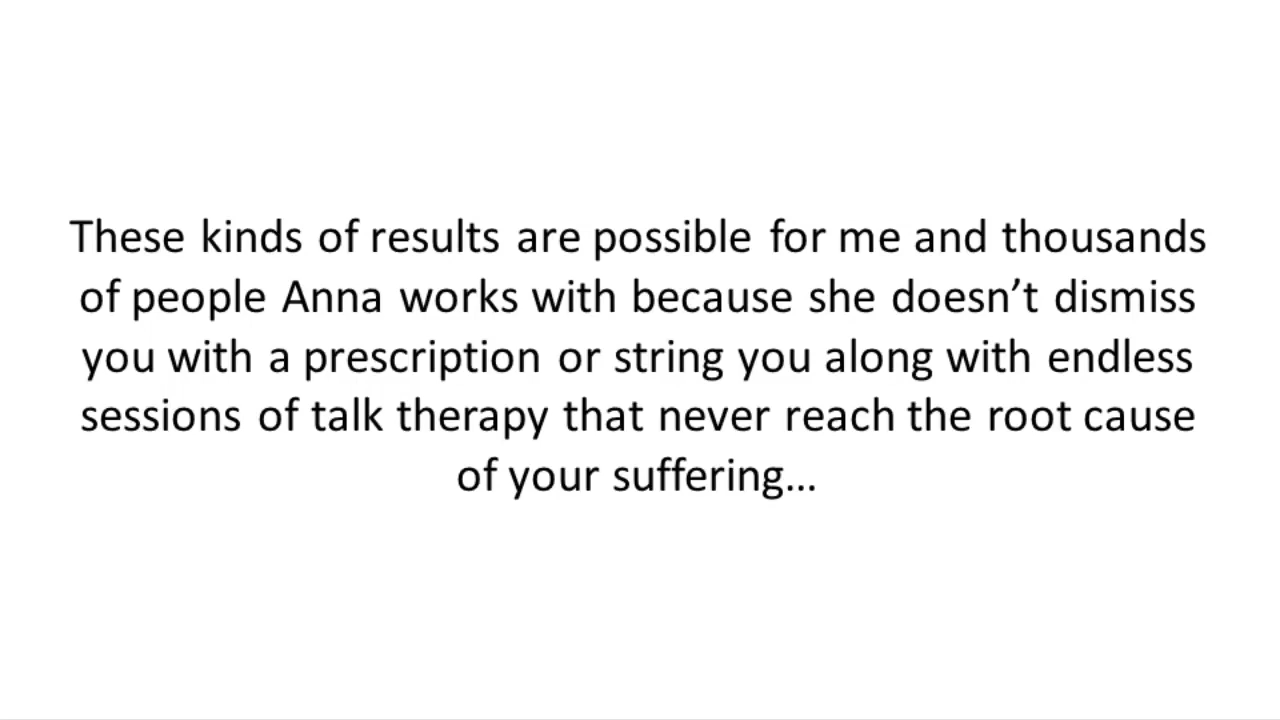 These kinds of results are possible for me and thousands
of people Anna works with because she doesn’t dismiss
you with a prescription or string you along with endless
sessions of talk therapy that never reach the root cause
of your suffering…